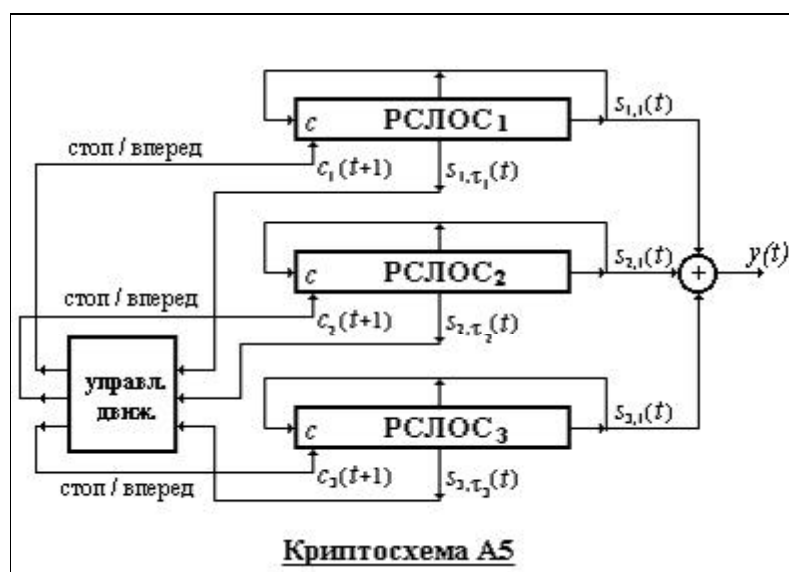 s₁,₁(t)
c РСЛОС₁
стоп / вперед
c₁(t+1) s₁,τ₁(t)
s₂,₁(t) y(t)
c РСЛОС₂ +
стоп / вперед
c₂(t+1) s₂,τ₂(t)
управл.
движ.
s₃,₁(t)
c РСЛОС₃
c₃(t+1) s₃,τ₃(t)
стоп / вперед
Криптосхема А5